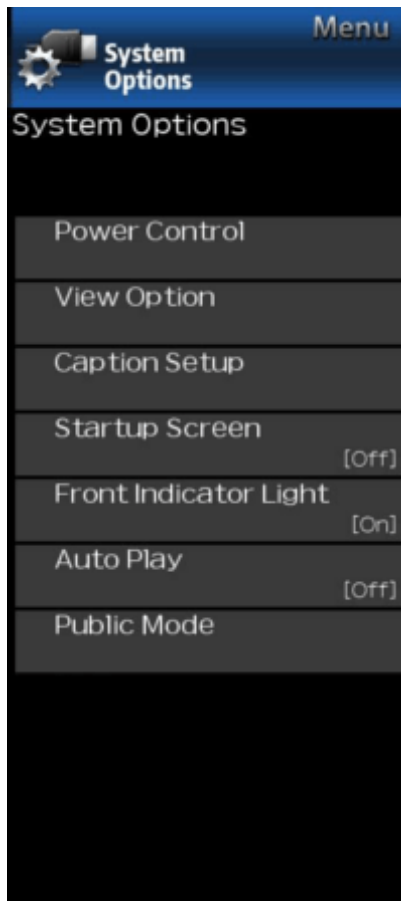 Menu
System
Options
System Options
Power Control
View Option
Caption Setup
Startup Screen
[Off]
Front Indicator Light
[On]
Auto Play
[Off]
Public Mode